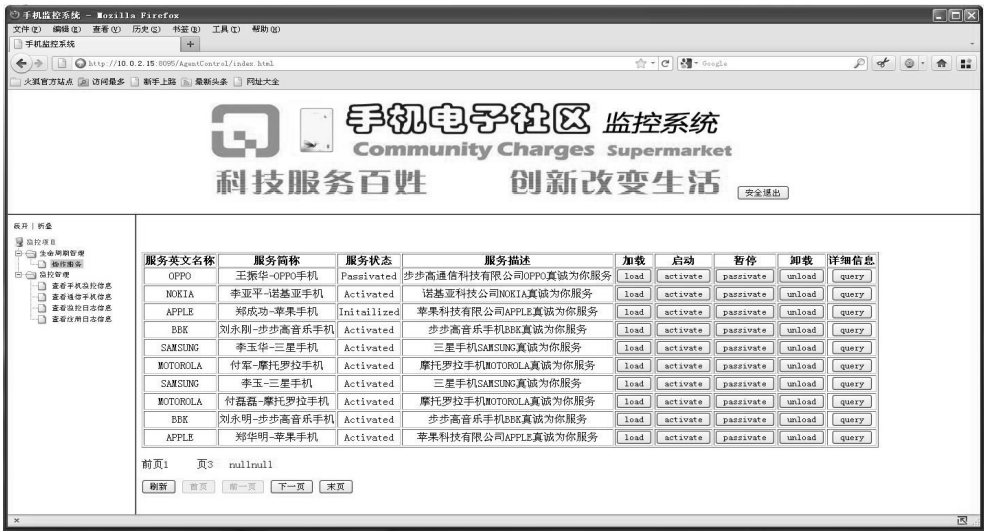 手机监控系统 - Mozilla Firefox
文件(F) 编辑(E) 查看(V) 历史(S) 书签(B) 工具(T) 帮助(H)
手机监控系统 +
http://10.0.2.15:8095/AgentControl/index.html Google
火狐官方站点 访问最多 新手上路 最新头条 网址大全
手机电子社区 监控系统
Community Charges Supermarket
科技服务百姓 创新改变生活 安全退出
展开 | 折叠
监控项目
生命周期管理
操作服务
监控管理
查看手机监控信息
查看通信手机信息
查看监控日志信息
查看注册日志信息
服务英文名称 服务简称 服务状态 服务描述 加载 启动 暂停 卸载 详细信息
OPPO 王振华-OPPO手机 Passivated 步步高通信科技有限公司OPPO真诚为你服务 load activate passivate unload query
NOKIA 李亚平-诺基亚手机 Activated 诺基亚科技公司NOKIA真诚为你服务 load activate passivate unload query
APPLE 郑成功-苹果手机 Initailized 苹果科技有限公司APPLE真诚为你服务 load activate passivate unload query
BBK 刘永刚-步步高音乐手机 Activated 步步高音乐手机BBK真诚为你服务 load activate passivate unload query
SAMSUNG 李玉华-三星手机 Activated 三星手机SAMSUNG真诚为你服务 load activate passivate unload query
MOTOROLA 付军-摩托罗拉手机 Activated 摩托罗拉手机MOTOROLA真诚为你服务 load activate passivate unload query
SAMSUNG 李玉-三星手机 Activated 三星手机SAMSUNG真诚为你服务 load activate passivate unload query
MOTOROLA 付磊磊-摩托罗拉手机 Activated 摩托罗拉手机MOTOROLA真诚为你服务 load activate passivate unload query
BBK 刘永明-步步高音乐手机 Activated 步步高音乐手机BBK真诚为你服务 load activate passivate unload query
APPLE 郑华明-苹果手机 Activated 苹果科技有限公司APPLE真诚为你服务 load activate passivate unload query
前页1 页3 nullnull
刷新 首页 前一页 下一页 末页